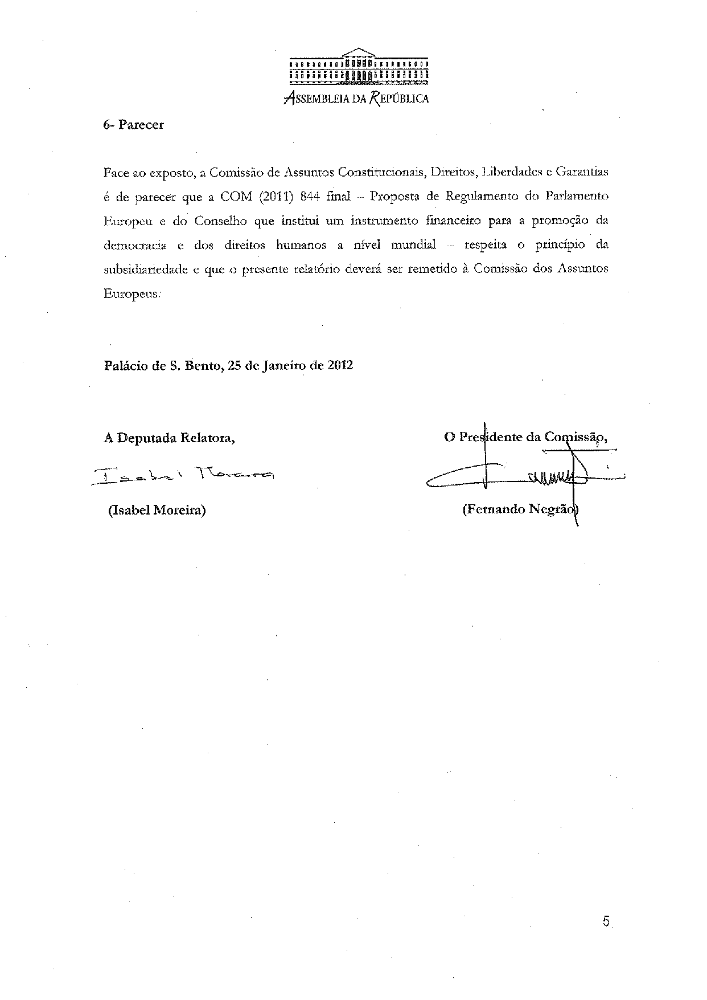 ASSEMBLEIA DA REPÚBLICA
6- Parecer
Face ao exposto, a Comissão de Assuntos Constitucionais, Direitos, Liberdades e Garantias
é de parecer que a COM (2011) 844 final – Proposta de Regulamento do Parlamento
Europeu e do Conselho que institui um instrumento financeiro para a promoção da
democracia e dos direitos humanos a nível mundial – respeita o princípio da
subsidiariedade e que o presente relatório deverá ser remetido à Comissão dos Assuntos
Europeus.
Palácio de S. Bento, 25 de Janeiro de 2012
A Deputada Relatora, O Presidente da Comissão,
Isabel Moreira
(Isabel Moreira) (Fernando Negrão)
5